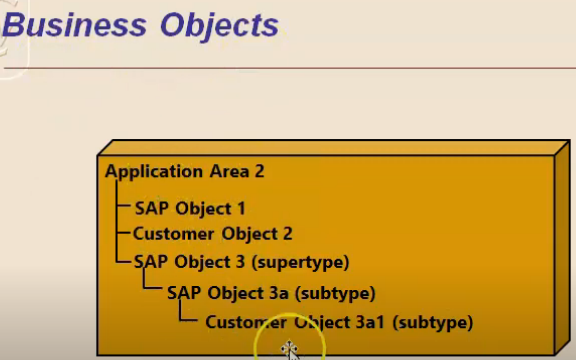 Business Objects
Application Area 2
SAP Object 1
Customer Object 2
SAP Object 3 (supertype)
SAP Object 3a (subtype)
Customer Object 3a1 (subtype)